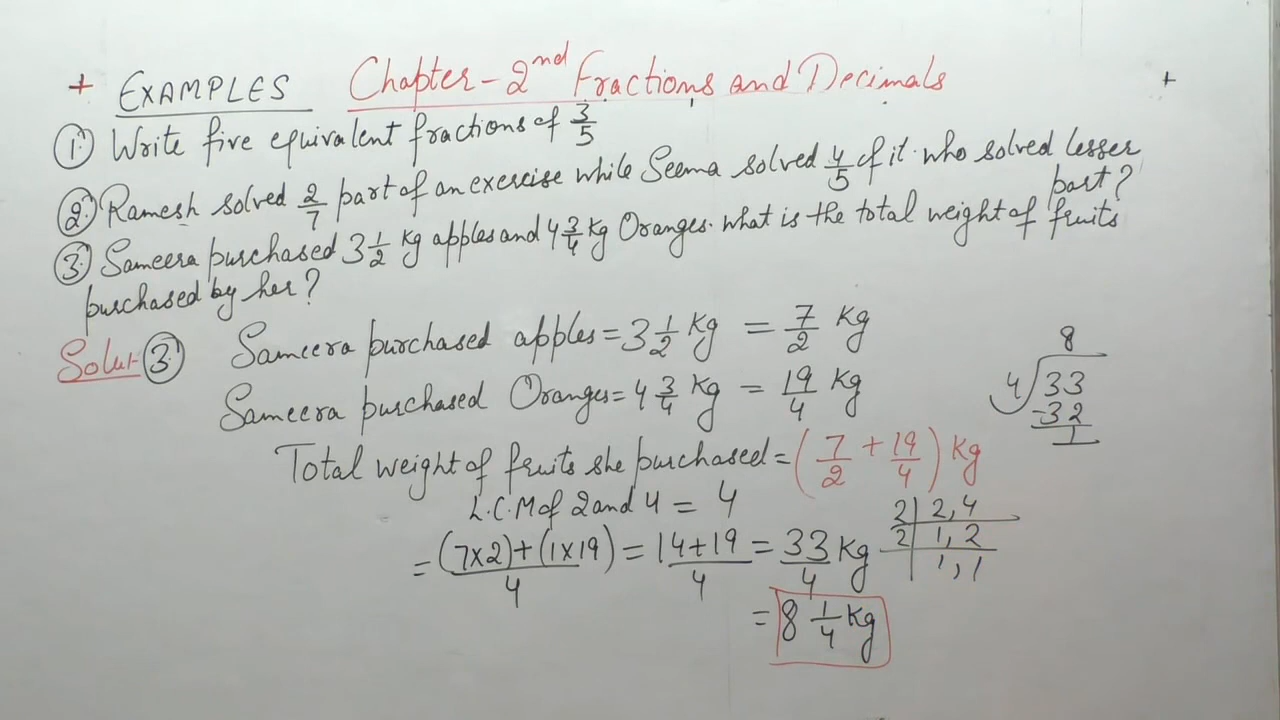 + EXAMPLES Chapter - 2nd Fractions and Decimals +
① Write five equivalent fractions of 3/5
② Ramesh solved 2/7 part of an exercise while Seema solved 4/5 of it. who solved lesser part?
③ Sameera purchased 3 1/2 Kg apples and 4 3/4 Kg Oranges. what is the total weight of fruits
purchased by her?
Solut ③ Sameera purchased apples = 3 1/2 Kg = 7/2 Kg
Sameera purchased Oranges = 4 3/4 Kg = 19/4 Kg
Total weight of fruits she purchased = (7/2 + 19/4) Kg
L.C.M of 2 and 4 = 4
= (7x2) + (1x19)/4 = 14+19/4 = 33/4 Kg
= 8 1/4 Kg
8
4 33
-32
1
2 2, 4
2 1, 2
1, 1